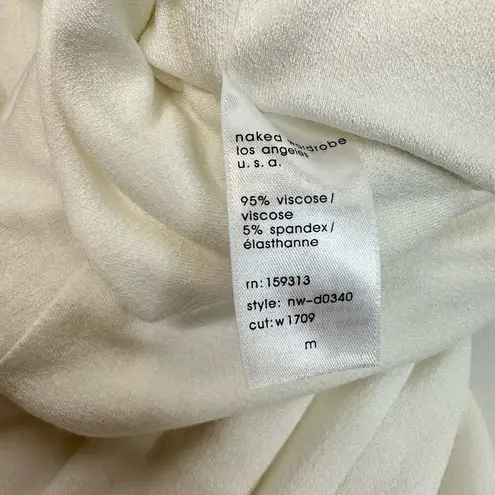 naked wardrobe
los angeles
u. s. a.
95% viscose/
viscose
5% spandex/
élasthanne
rn: 159313
style: nw-d0340
cut:w1709
m